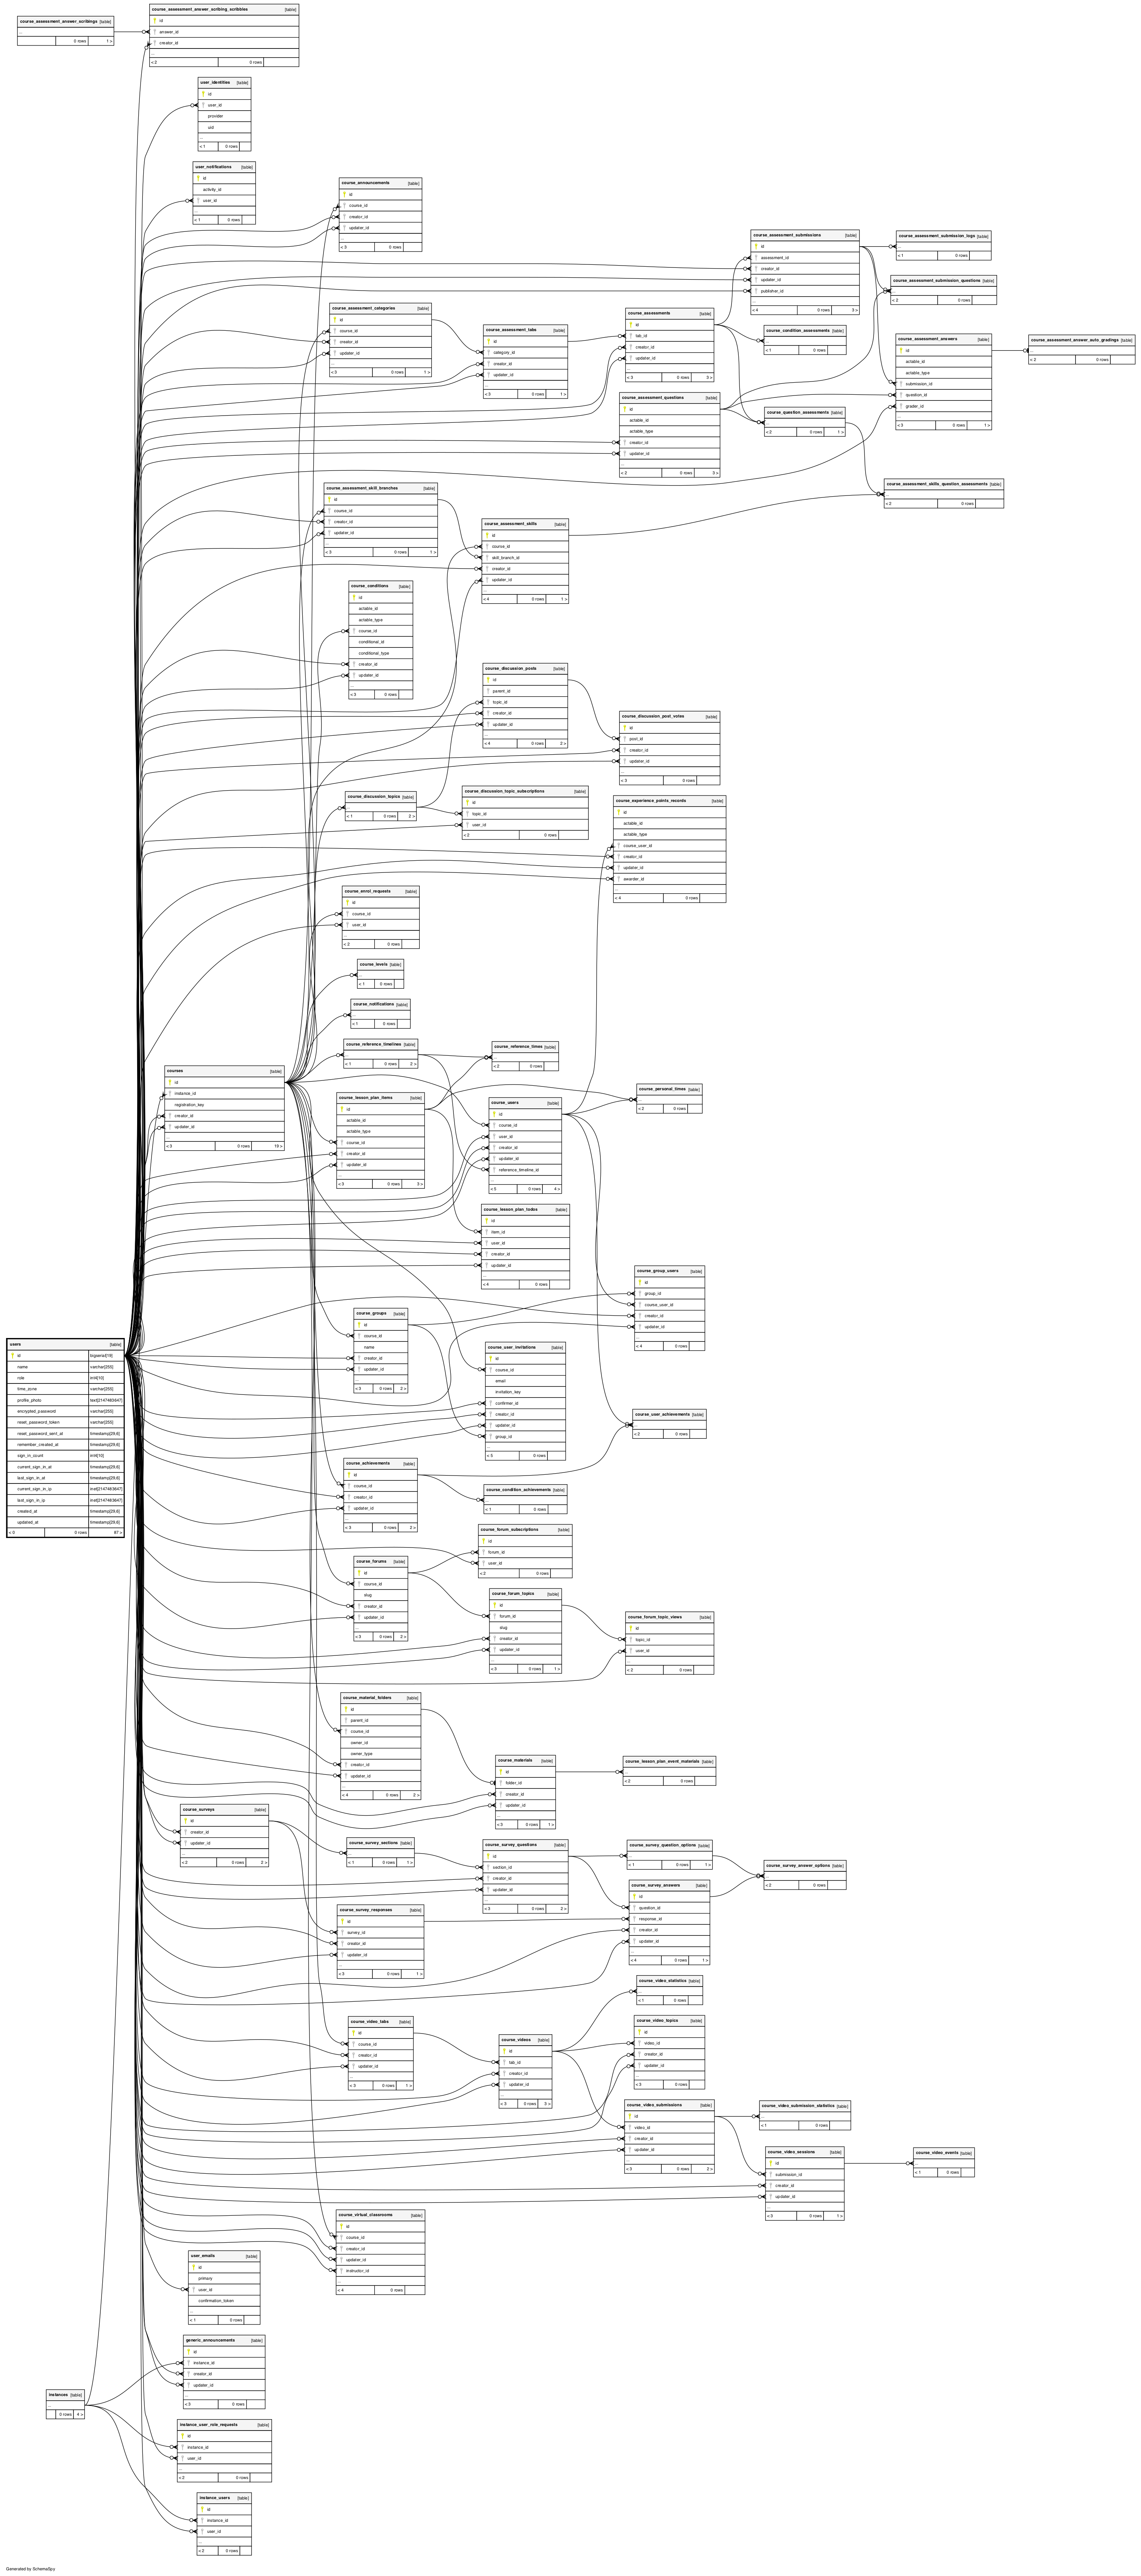 course_assessment_answer_scribings [table]
...
0 rows 1 >
course_assessment_answer_scribing_scribbles [table]
id
answer_id
creator_id
...
< 2 0 rows
user_identities [table]
id
user_id
provider
uid
...
< 1 0 rows
user_notifications [table]
id
activity_id
user_id
...
< 1 0 rows
course_announcements [table]
id
course_id
creator_id
updater_id
...
< 3 0 rows
course_assessment_submissions [table]
id
assessment_id
creator_id
updater_id
publisher_id
...
< 4 0 rows 3 >
course_assessment_submission_logs [table]
...
< 1 0 rows
course_assessment_submission_questions [table]
...
< 2 0 rows
course_assessment_categories [table]
id
course_id
creator_id
updater_id
...
< 3 0 rows 1 >
course_assessment_tabs [table]
id
category_id
creator_id
updater_id
...
< 3 0 rows 1 >
course_assessments [table]
id
tab_id
creator_id
updater_id
...
< 3 0 rows 3 >
course_condition_assessments [table]
...
< 1 0 rows
course_assessment_answers [table]
id
actable_id
actable_type
submission_id
question_id
grader_id
...
< 3 0 rows 1 >
course_assessment_answer_auto_gradings [table]
...
< 2 0 rows
course_assessment_questions [table]
id
actable_id
actable_type
creator_id
updater_id
...
< 2 0 rows 3 >
course_question_assessments [table]
...
< 2 0 rows 1 >
course_assessment_skills_question_assessments [table]
...
< 2 0 rows
course_assessment_skill_branches [table]
id
course_id
creator_id
updater_id
...
< 3 0 rows 1 >
course_assessment_skills [table]
id
course_id
skill_branch_id
creator_id
updater_id
...
< 4 0 rows 1 >
course_conditions [table]
id
actable_id
actable_type
course_id
conditional_id
conditional_type
creator_id
updater_id
...
< 3 0 rows
course_discussion_posts [table]
id
parent_id
topic_id
creator_id
updater_id
...
< 4 0 rows 2 >
course_discussion_post_votes [table]
id
post_id
creator_id
updater_id
...
< 3 0 rows
course_discussion_topics [table]
...
< 1 0 rows 2 >
course_discussion_topic_subscriptions [table]
id
topic_id
user_id
< 2 0 rows
course_experience_points_records [table]
id
actable_id
actable_type
course_user_id
creator_id
updater_id
awarder_id
...
< 4 0 rows
course_enrol_requests [table]
id
course_id
user_id
...
< 2 0 rows
course_levels [table]
...
< 1 0 rows
course_notifications [table]
...
< 1 0 rows
course_reference_timelines [table]
...
< 1 0 rows 2 >
course_reference_times [table]
...
< 2 0 rows
courses [table]
id
instance_id
registration_key
creator_id
updater_id
...
< 3 0 rows 19 >
course_lesson_plan_items [table]
id
actable_id
actable_type
course_id
creator_id
updater_id
...
< 3 0 rows 3 >
course_users [table]
id
course_id
user_id
creator_id
updater_id
reference_timeline_id
...
< 5 0 rows 4 >
course_personal_times [table]
...
< 2 0 rows
course_lesson_plan_todos [table]
id
item_id
user_id
creator_id
updater_id
...
< 4 0 rows
course_group_users [table]
id
group_id
course_user_id
creator_id
updater_id
...
< 4 0 rows
users [table]
id bigserial[19]
name varchar[255]
role int4[10]
time_zone varchar[255]
profile_photo text[2147483647]
encrypted_password varchar[255]
reset_password_token varchar[255]
reset_password_sent_at timestamp[29,6]
remember_created_at timestamp[29,6]
sign_in_count int4[10]
current_sign_in_at timestamp[29,6]
last_sign_in_at timestamp[29,6]
current_sign_in_ip inet[2147483647]
last_sign_in_ip inet[2147483647]
created_at timestamp[29,6]
updated_at timestamp[29,6]
< 0 0 rows 87 >
course_groups [table]
id
course_id
name
creator_id
updater_id
...
< 3 0 rows 2 >
course_user_invitations [table]
id
course_id
email
invitation_key
confirmer_id
creator_id
updater_id
group_id
...
< 5 0 rows
course_user_achievements [table]
...
< 2 0 rows
course_achievements [table]
id
course_id
creator_id
updater_id
...
< 3 0 rows 2 >
course_condition_achievements [table]
...
< 1 0 rows
course_forum_subscriptions [table]
id
forum_id
user_id
< 2 0 rows
course_forums [table]
id
course_id
slug
creator_id
updater_id
...
< 3 0 rows 2 >
course_forum_topics [table]
id
forum_id
slug
creator_id
updater_id
...
< 3 0 rows 1 >
course_forum_topic_views [table]
id
topic_id
user_id
...
< 2 0 rows
course_material_folders [table]
id
parent_id
course_id
owner_id
owner_type
creator_id
updater_id
...
< 4 0 rows 2 >
course_materials [table]
id
folder_id
creator_id
updater_id
...
< 3 0 rows 1 >
course_lesson_plan_event_materials [table]
...
< 2 0 rows
course_surveys [table]
id
creator_id
updater_id
...
< 2 0 rows 2 >
course_survey_sections [table]
...
< 1 0 rows 1 >
course_survey_questions [table]
id
section_id
creator_id
updater_id
...
< 3 0 rows 2 >
course_survey_question_options [table]
...
< 1 0 rows 1 >
course_survey_answer_options [table]
...
< 2 0 rows
course_survey_answers [table]
id
question_id
response_id
creator_id
updater_id
...
< 4 0 rows 1 >
course_survey_responses [table]
id
survey_id
creator_id
updater_id
...
< 3 0 rows 1 >
course_video_statistics [table]
...
< 1 0 rows
course_video_tabs [table]
id
course_id
creator_id
updater_id
...
< 3 0 rows 1 >
course_videos [table]
id
tab_id
creator_id
updater_id
...
< 3 0 rows 3 >
course_video_topics [table]
id
video_id
creator_id
updater_id
...
< 3 0 rows
course_video_submissions [table]
id
video_id
creator_id
updater_id
...
< 3 0 rows 2 >
course_video_submission_statistics [table]
...
< 1 0 rows
course_video_sessions [table]
id
submission_id
creator_id
updater_id
...
< 3 0 rows 1 >
course_video_events [table]
...
< 1 0 rows
course_virtual_classrooms [table]
id
course_id
creator_id
updater_id
instructor_id
...
< 4 0 rows
user_emails [table]
id
primary
user_id
confirmation_token
...
< 1 0 rows
generic_announcements [table]
id
instance_id
creator_id
updater_id
...
< 3 0 rows
instances [table]
...
0 rows 4 >
instance_user_role_requests [table]
id
instance_id
user_id
...
< 2 0 rows
instance_users [table]
id
instance_id
user_id
...
< 2 0 rows
Generated by SchemaSpy